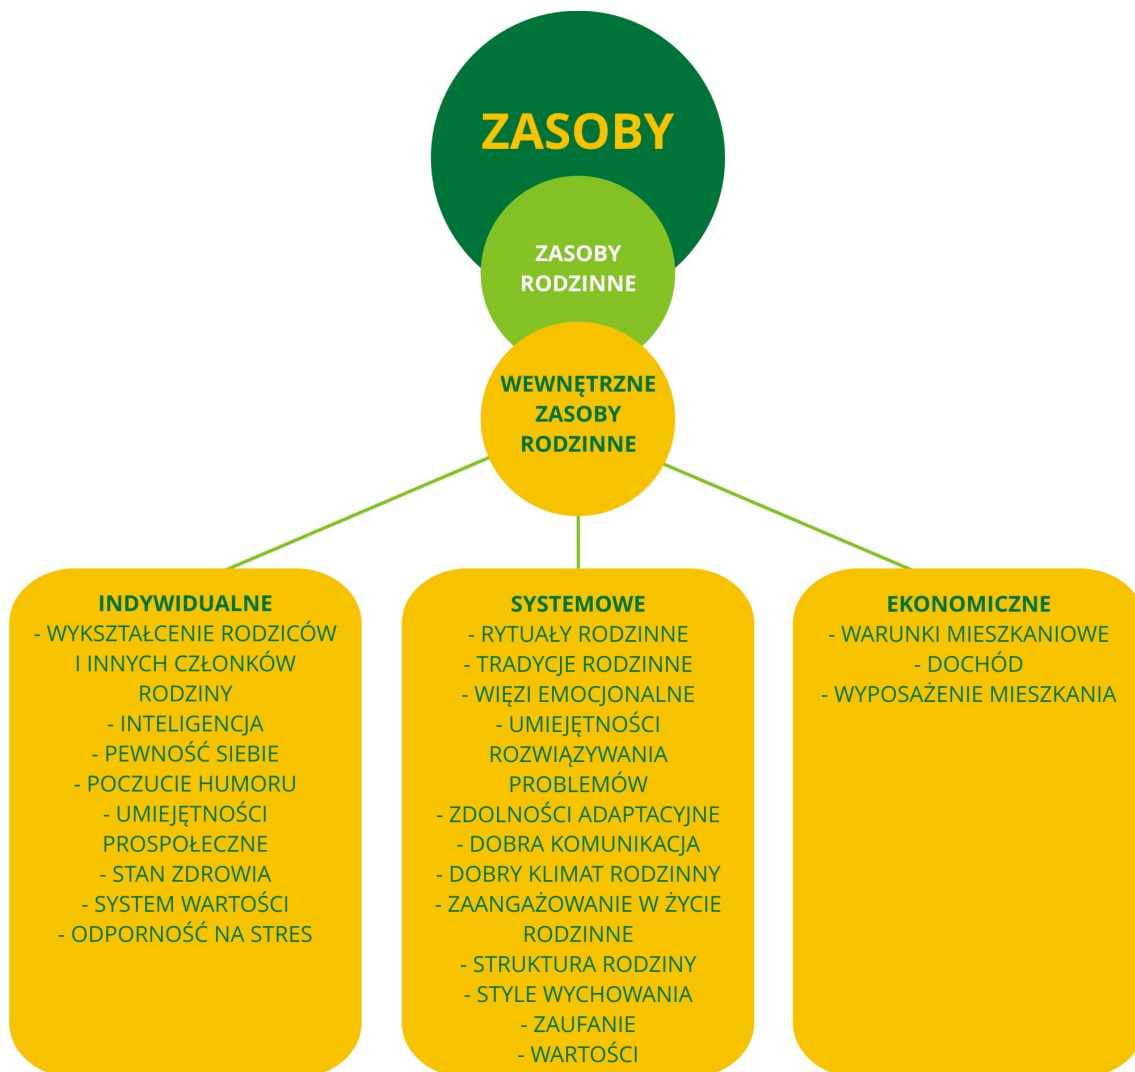 ZASOBY
ZASOBY
RODZINNE
WEWNĘTRZNE
ZASOBY
RODZINNE
INDYWIDUALNE
- WYKSZTAŁCENIE RODZICÓW
I INNYCH CZŁONKÓW
RODZINY
- INTELIGENCJA
- PEWNOŚĆ SIEBIE
- POCZUCIE HUMORU
- UMIEJĘTNOŚCI
PROSPOŁECZNE
- STAN ZDROWIA
- SYSTEM WARTOŚCI
- ODPORNOŚĆ NA STRES
SYSTEMOWE
- RYTUAŁY RODZINNE
- TRADYCJE RODZINNE
- WIĘZI EMOCJONALNE
- UMIEJĘTNOŚCI
ROZWIĄZYWANIA
PROBLEMÓW
- ZDOLNOŚCI ADAPTACYJNE
- DOBRA KOMUNIKACJA
- DOBRY KLIMAT RODZINNY
- ZAANGAŻOWANIE W ŻYCIE
RODZINNE
- STRUKTURA RODZINY
- STYLE WYCHOWANIA
- ZAUFANIE
- WARTOŚCI
EKONOMICZNE
- WARUNKI MIESZKANIOWE
- DOCHÓD
- WYPOSAŻENIE MIESZKANIA